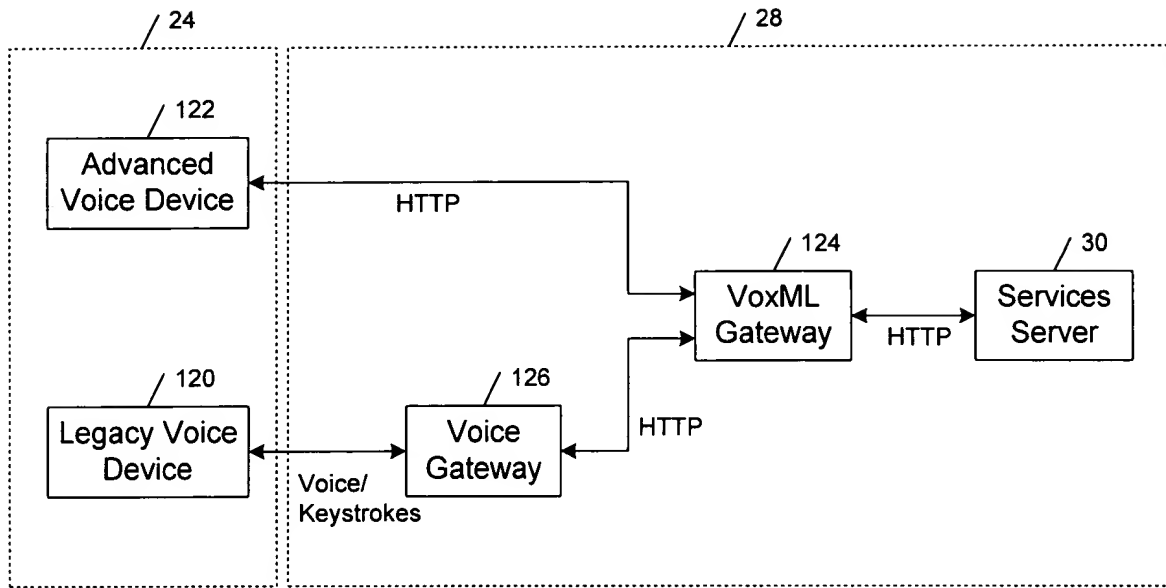 24
28
122
Advanced
Voice Device
HTTP
124
VoxML
Gateway
30
Services
Server
HTTP
120
Legacy Voice
Device
Voice/
Keystrokes
126
Voice
Gateway
HTTP